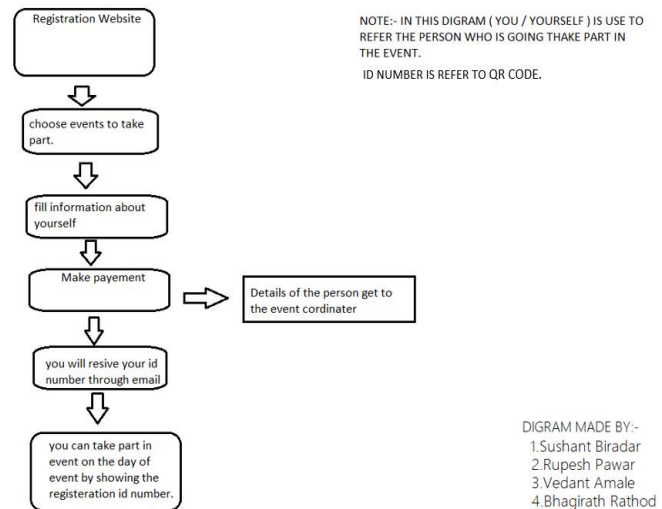 Registration Website
NOTE:- IN THIS DIGRAM ( YOU / YOURSELF ) IS USE TO
REFER THE PERSON WHO IS GOING THAKE PART IN
THE EVENT.
ID NUMBER IS REFER TO QR CODE.
choose events to take
part.
fill information about
yourself
Make payement
Details of the person get to
the event cordinater
you will resive your id
number through email
you can take part in
event on the day of
event by showing the
registeration id number.
DIGRAM MADE BY:-
1.Sushant Biradar
2.Rupesh Pawar
3.Vedant Amale
4.Bhagirath Rathod